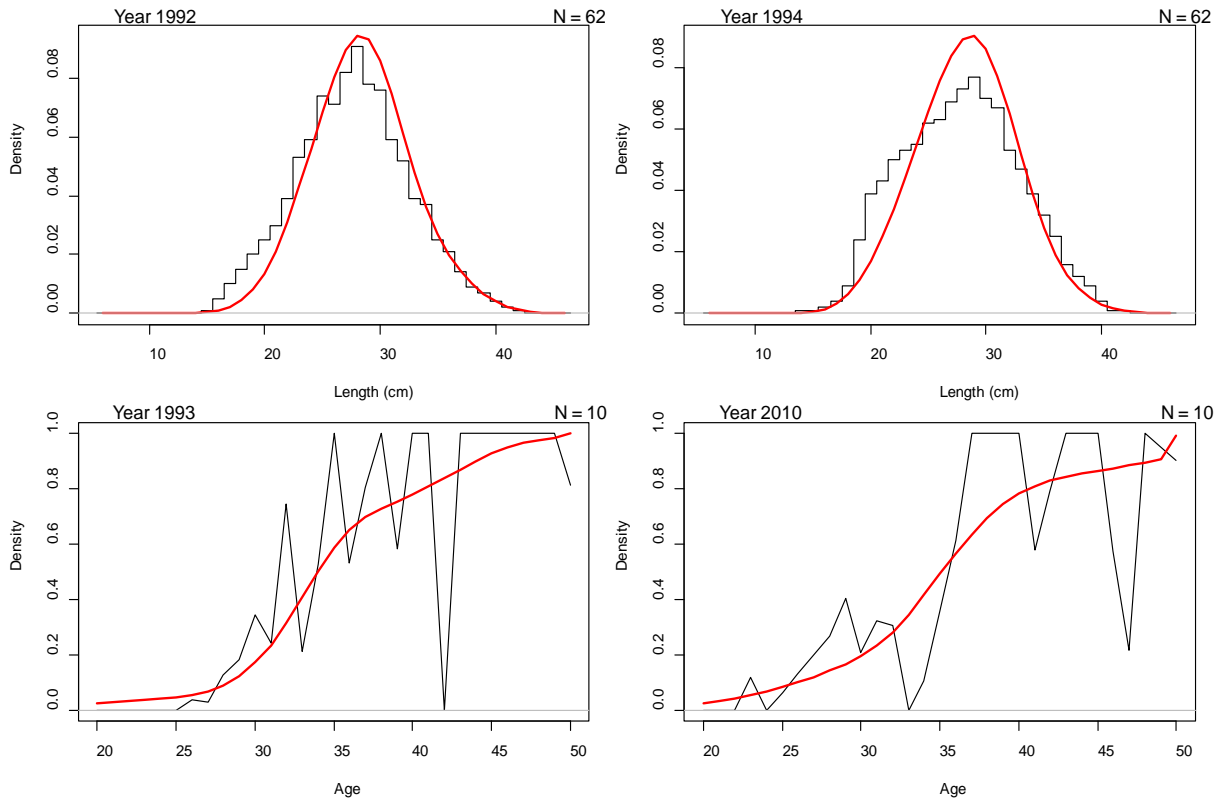 Year 1992 N = 62
Density
0.00 0.02 0.04 0.06 0.08
10 20 30 40
Length (cm)
Year 1994 N = 62
Density
0.00 0.02 0.04 0.06 0.08
10 20 30 40
Length (cm)
Year 1993 N = 10
Density
0.0 0.2 0.4 0.6 0.8 1.0
20 25 30 35 40 45 50
Age
Year 2010 N = 10
Density
0.0 0.2 0.4 0.6 0.8 1.0
20 25 30 35 40 45 50
Age